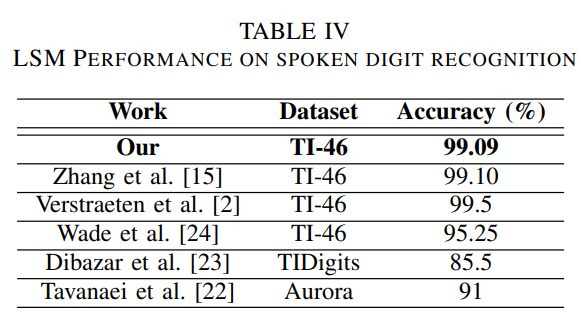 TABLE IV
LSM PERFORMANCE ON SPOKEN DIGIT RECOGNITION
Work Dataset Accuracy (%)
Our TI-46 99.09
Zhang et al. [15] TI-46 99.10
Verstraeten et al. [2] TI-46 99.5
Wade et al. [24] TI-46 95.25
Dibazar et al. [23] TIDigits 85.5
Tavanaei et al. [22] Aurora 91